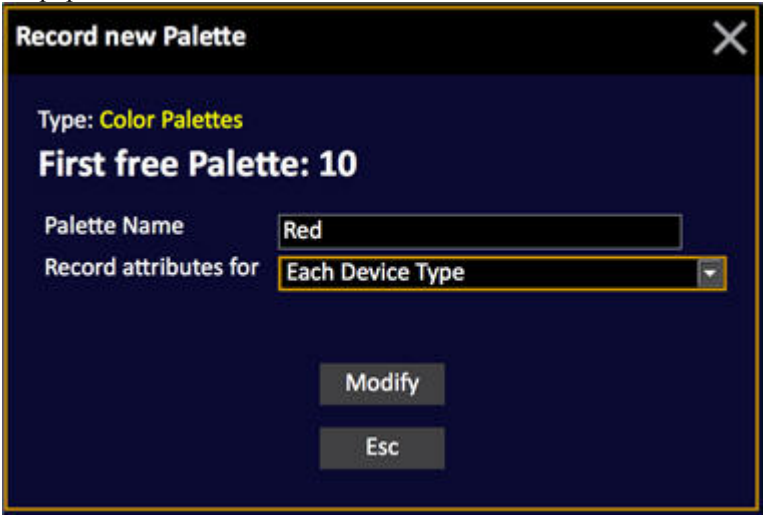 Record new Palette
Type: Color Palettes
First free Palette: 10
Palette Name Red
Record attributes for Each Device Type
Modify
Esc